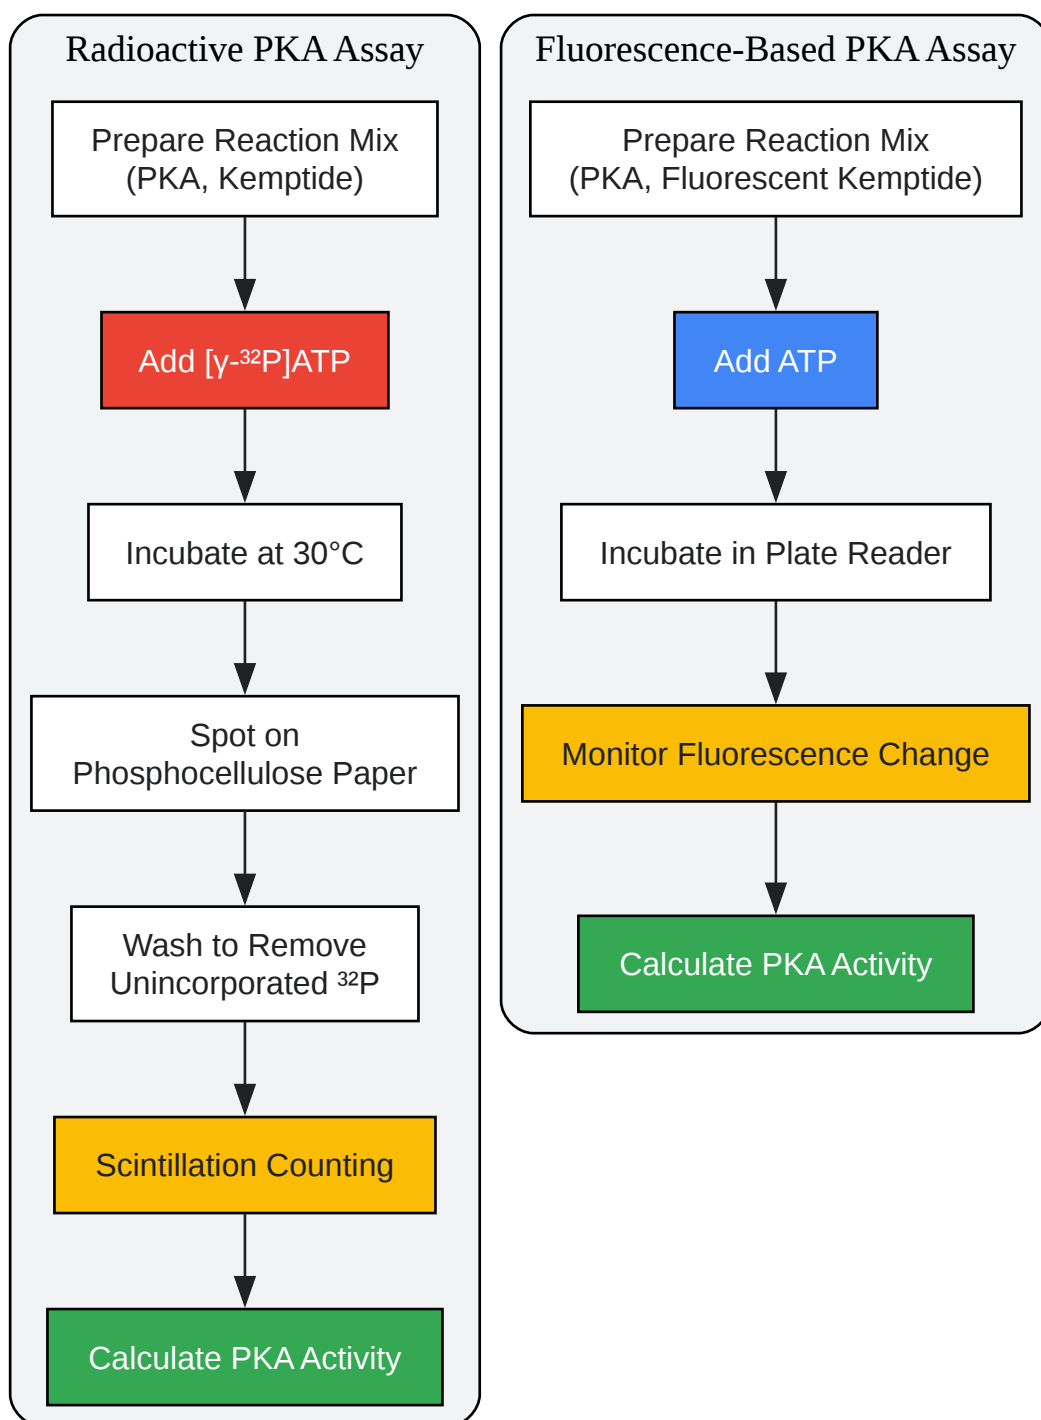 Radioactive PKA Assay
Prepare Reaction Mix
(PKA, Kemptide)
Add [γ-³²P]ATP
Incubate at 30°C
Spot on
Phosphocellulose Paper
Wash to Remove
Unincorporated ³²P
Scintillation Counting
Calculate PKA Activity
Fluorescence-Based PKA Assay
Prepare Reaction Mix
(PKA, Fluorescent Kemptide)
Add ATP
Incubate in Plate Reader
Monitor Fluorescence Change
Calculate PKA Activity